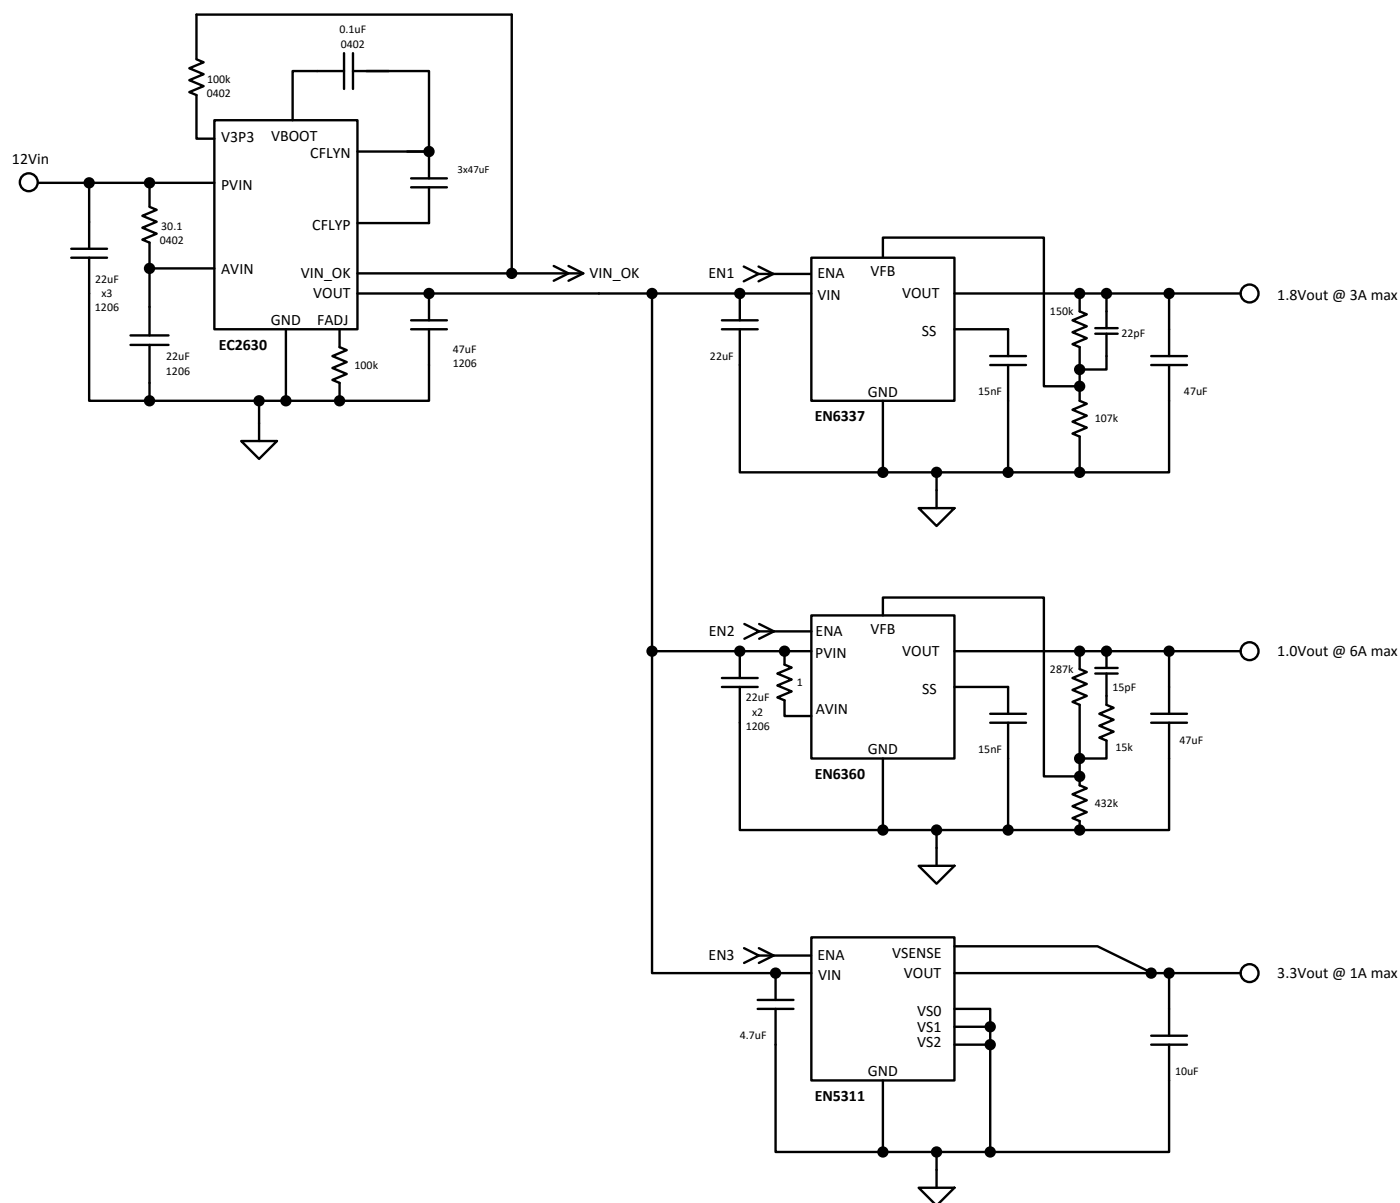 0.1uF
0402
100k
0402
V3P3
VBOOT
CFLYN
12Vin
PVIN
3x47uF
30.1
0402
CFLYP
AVIN
VIN_OK
VIN_OK
VOUT
22uF
x3
1206
GND
FADJ
EC2630
22uF
1206
100k
47uF
1206
EN1
ENA
VFB
VIN
VOUT
1.8Vout @ 3A max
150k
22pF
22uF
SS
15nF
47uF
GND
107k
EN6337
EN2
ENA
VFB
PVIN
VOUT
1.0Vout @ 6A max
287k
15pF
1
22uF
x2
1206
SS
AVIN
15k
15nF
47uF
GND
EN6360
432k
EN3
ENA
VSENSE
VIN
VOUT
3.3Vout @ 1A max
VS0
VS1
VS2
4.7uF
GND
10uF
EN5311